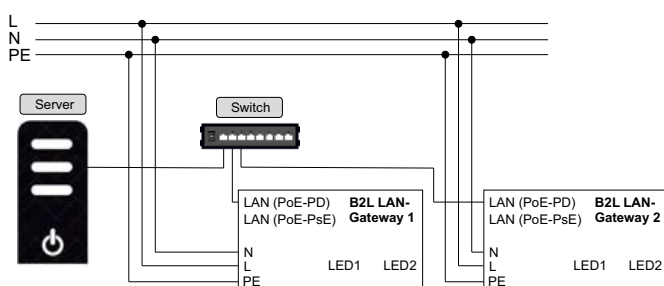 L
N
PE
Server
Switch
LAN (PoE-PD) B2L LAN-
LAN (PoE-PsE) Gateway 1
N
L LED1 LED2
PE
LAN (PoE-PD) B2L LAN-
LAN (PoE-PsE) Gateway 2
N
L LED1 LED2
PE